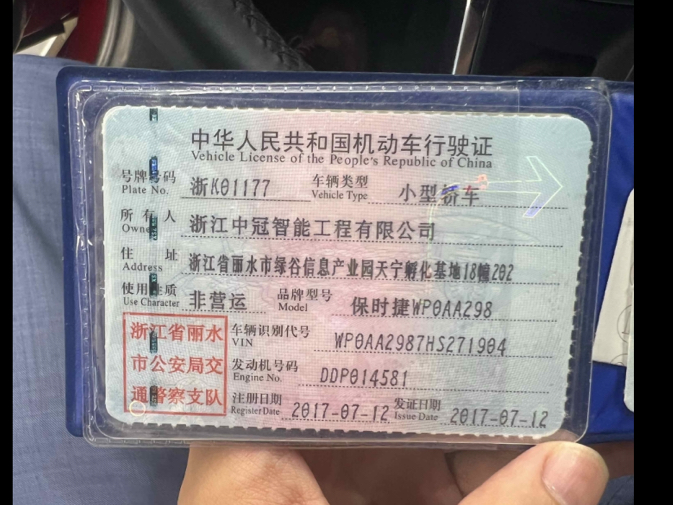 中华人民共和国机动车行驶证
Vehicle License of the People's Republic of China
号牌号码 浙K01177 车辆类型 小型轿车
Plate No. Vehicle Type
所有人 浙江中冠智能工程有限公司
Owner
住址 浙江省丽水市绿谷信息产业园天宁孵化基地18幢202
Address
使用性质 非营运 品牌型号 保时捷WP0AA298
Use Character Model
浙江省丽水 车辆识别代号 WP0AA2987HS271904
VIN
市公安局交 发动机号码 DDP014581
Engine No.
通警察支队 注册日期 2017-07-12 发证日期 2017-07-12
Register Date Issue Date